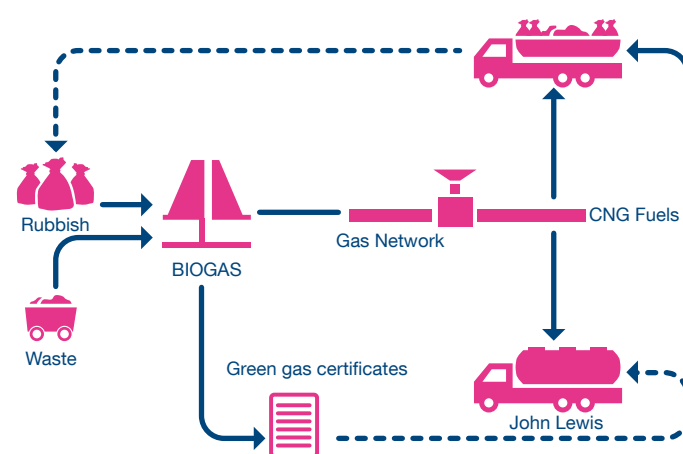 Rubbish
CNG Fuels
Gas Network
BIOGAS
Waste
Green gas certificates
John Lewis